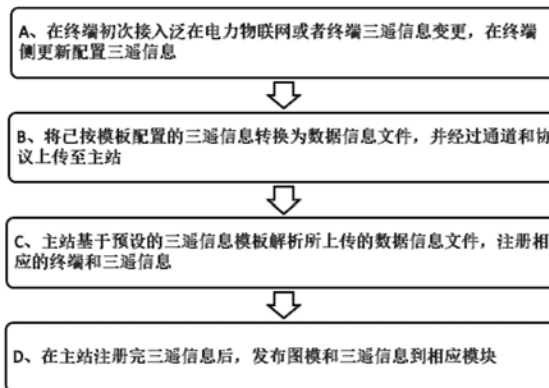 A、在终端初次接入泛在电力物联网或者终端三遥信息变更，在终端
侧更新配置三遥信息
B、将已按模板配置的三遥信息转换为数据信息文件，并经过通道和协
议上传至主站
C、主站基于预设的三遥信息模板解析所上传的数据信息文件，注册相
应的终端和三遥信息
D、在主站注册完三遥信息后，发布图模和三遥信息到相应模块